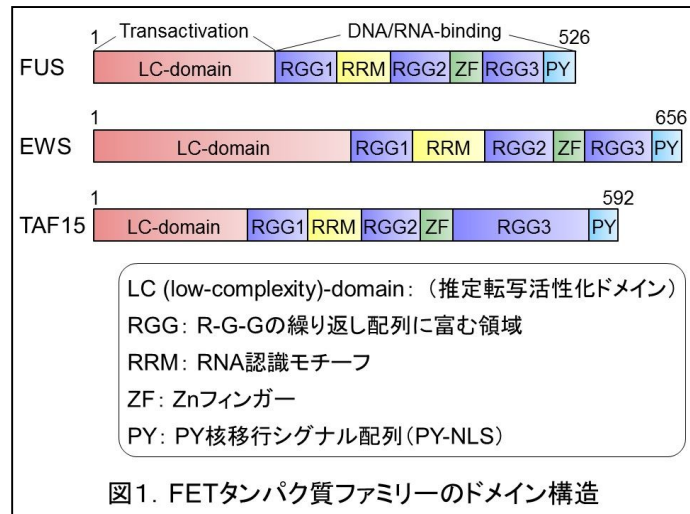 1 Transactivation DNA/RNA-binding 526
FUS LC-domain RGG1 RRM RGG2 ZF RGG3 PY
1 656
EWS LC-domain RGG1 RRM RGG2 ZF RGG3 PY
1 592
TAF15 LC-domain RGG1 RRM RGG2 ZF RGG3 PY
LC (low-complexity)-domain: (推定転写活性化ドメイン)
RGG: R-G-Gの繰り返し配列に富む領域
RRM: RNA認識モチーフ
ZF: Znフィンガー
PY: PY核移行シグナル配列(PY-NLS)
図1. FETタンパク質ファミリーのドメイン構造